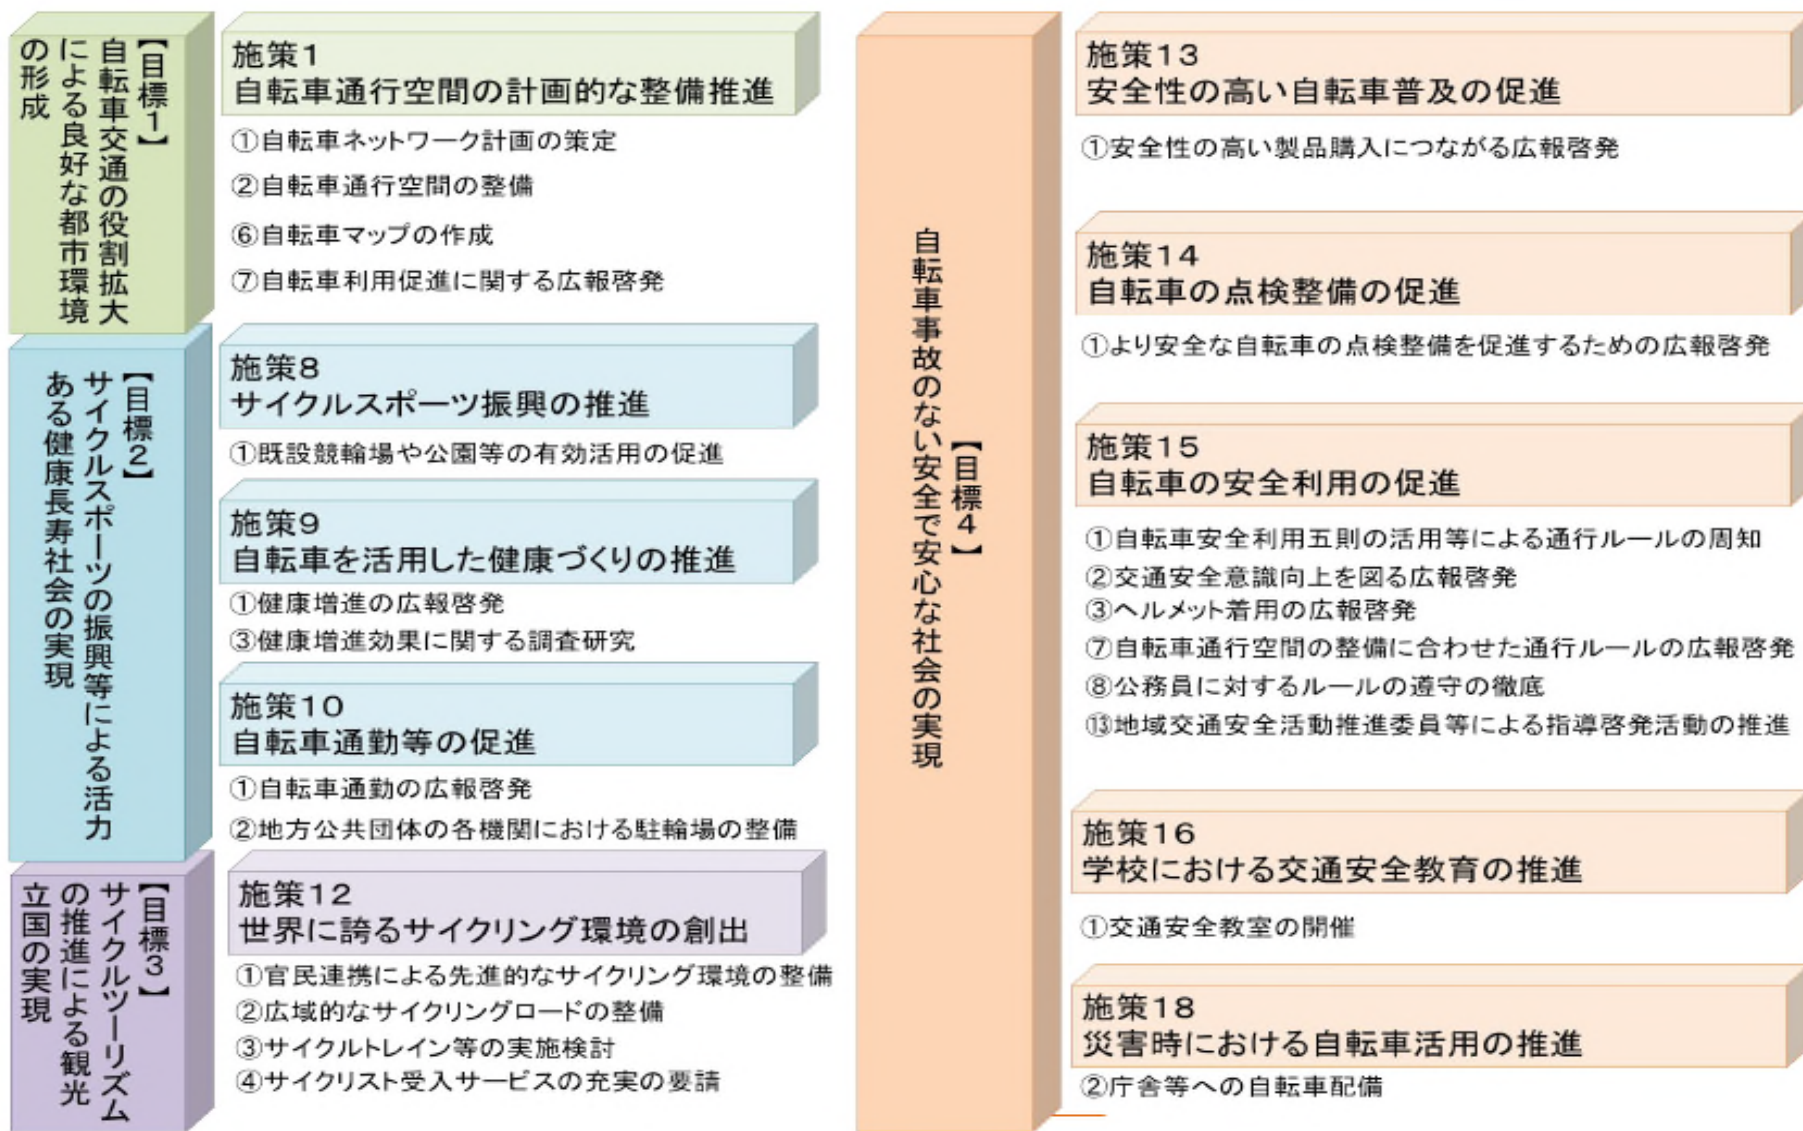 【目標1】
自転車交通の役割拡大
による良好な都市環境
の形成
施策1
自転車通行空間の計画的な整備推進
①自転車ネットワーク計画の策定
②自転車通行空間の整備
⑥自転車マップの作成
⑦自転車利用促進に関する広報啓発
【目標2】
サイクルスポーツの振興等による活力
ある健康長寿社会の実現
施策8
サイクルスポーツ振興の推進
①既設競輪場や公園等の有効活用の促進
施策9
自転車を活用した健康づくりの推進
①健康増進の広報啓発
③健康増進効果に関する調査研究
施策10
自転車通勤等の促進
①自転車通勤の広報啓発
②地方公共団体の各機関における駐輪場の整備
【目標3】
サイクルツーリズム
の推進による観光
立国の実現
施策12
世界に誇るサイクリング環境の創出
①官民連携による先進的なサイクリング環境の整備
②広域的なサイクリングロードの整備
③サイクルトレイン等の実施検討
④サイクリスト受入サービスの充実の要請
【目標4】
自転車事故のない安全で安心な社会の実現
施策13
安全性の高い自転車普及の促進
①安全性の高い製品購入につながる広報啓発
施策14
自転車の点検整備の促進
①より安全な自転車の点検整備を促進するための広報啓発
施策15
自転車の安全利用の促進
①自転車安全利用五則の活用等による通行ルールの周知
②交通安全意識向上を図る広報啓発
③ヘルメット着用の広報啓発
⑦自転車通行空間の整備に合わせた通行ルールの広報啓発
⑧公務員に対するルールの遵守の徹底
⑬地域交通安全活動推進委員等による指導啓発活動の推進
施策16
学校における交通安全教育の推進
①交通安全教室の開催
施策18
災害時における自転車活用の推進
②庁舎等への自転車配備